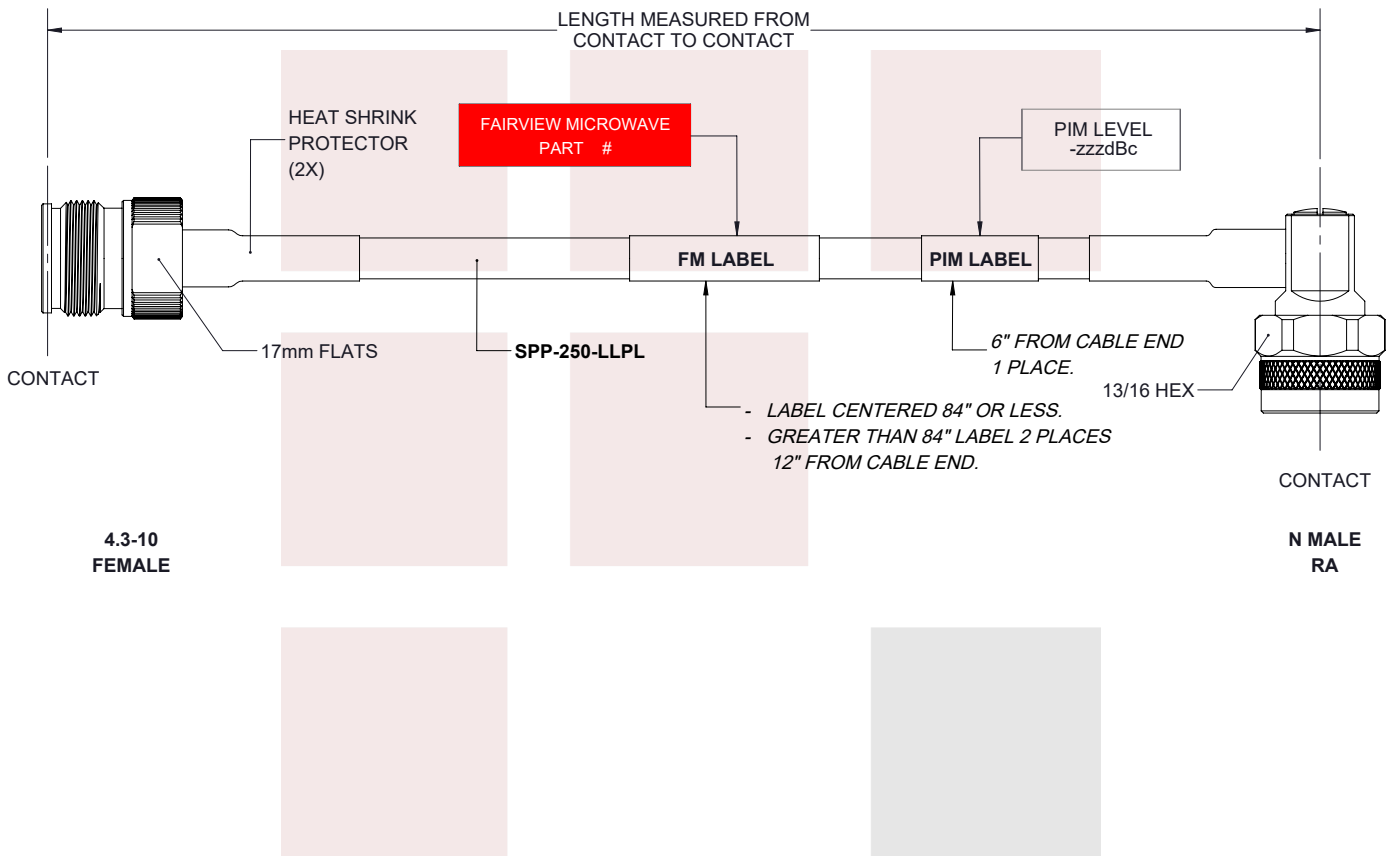 LENGTH MEASURED FROM
CONTACT TO CONTACT
HEAT SHRINK
PROTECTOR
(2X)
FAIRVIEW MICROWAVE
PART #
PIM LEVEL
-zzzdBc
FM LABEL
PIM LABEL
17mm FLATS
SPP-250-LLPL
6" FROM CABLE END
1 PLACE.
13/16 HEX
CONTACT
- LABEL CENTERED 84" OR LESS.
- GREATER THAN 84" LABEL 2 PLACES
12" FROM CABLE END.
CONTACT
4.3-10
FEMALE
N MALE
RA